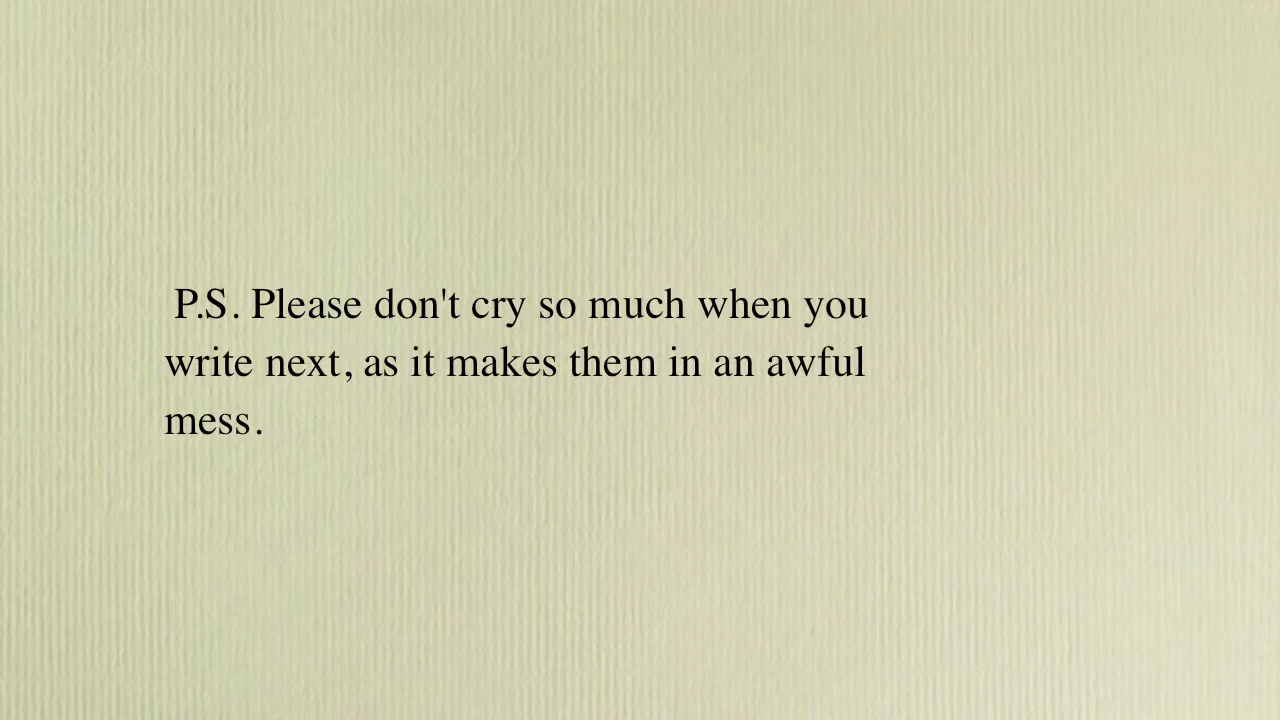 P.S. Please don't cry so much when you
write next, as it makes them in an awful
mess.